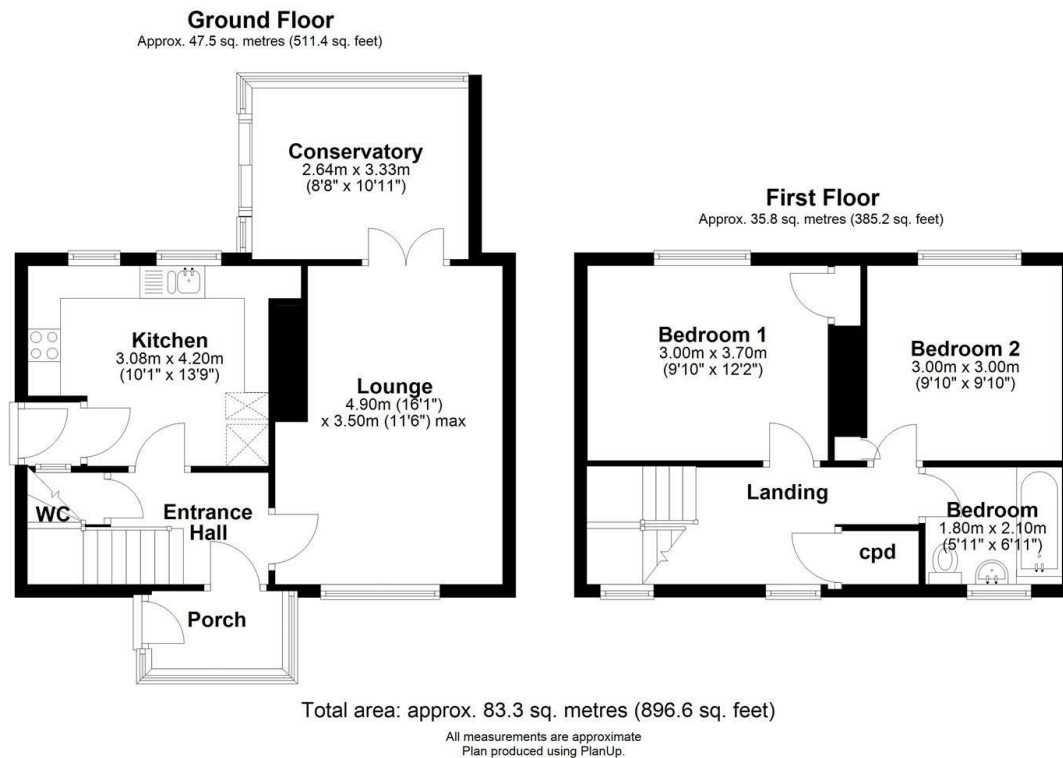 Ground Floor
Approx. 47.5 sq. metres (511.4 sq. feet)
Conservatory
2.64m x 3.33m
(8'8" x 10'11")
Kitchen
3.08m x 4.20m
(10'1" x 13'9")
Lounge
4.90m (16'1")
x 3.50m (11'6") max
WC
Entrance
Hall
Porch
First Floor
Approx. 35.8 sq. metres (385.2 sq. feet)
Bedroom 1
3.00m x 3.70m
(9'10" x 12'2")
Bedroom 2
3.00m x 3.00m
(9'10" x 9'10")
Landing
Bedroom
1.80m x 2.10m
(5'11" x 6'11")
cpd
Total area: approx. 83.3 sq. metres (896.6 sq. feet)
All measurements are approximate
Plan produced using PlanUp.